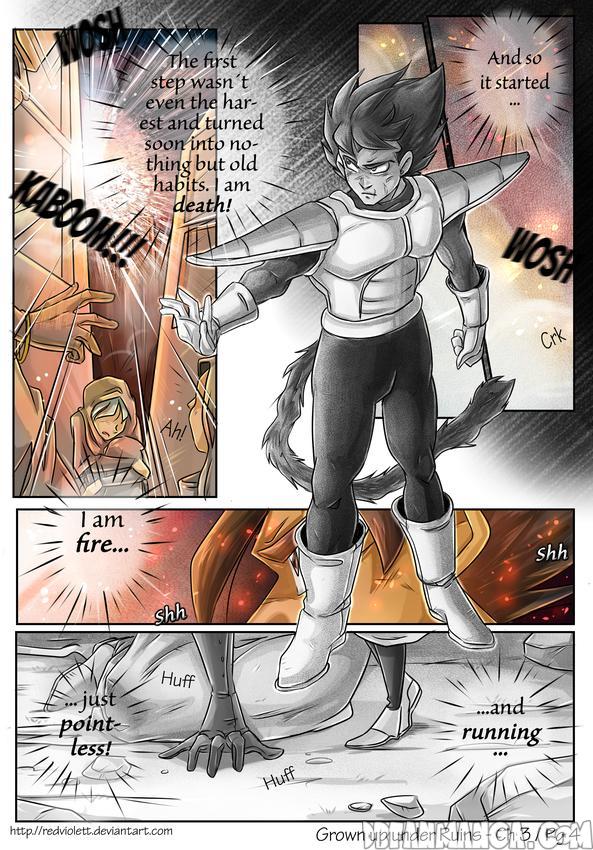 WOSH
The first
step wasn´t
even the har-
est and turned
soon into no-
thing but old
habits. I am
death!
And so
it started
...
KABOOM!!!
WOSH
Crk
Ah!
I am
fire...
Shh
Shh
Huff
... just
point-
less!
...and
running
...
Huff
http://redviolett.deviantart.com
Grown up under Ruins - Ch 3 / Pg